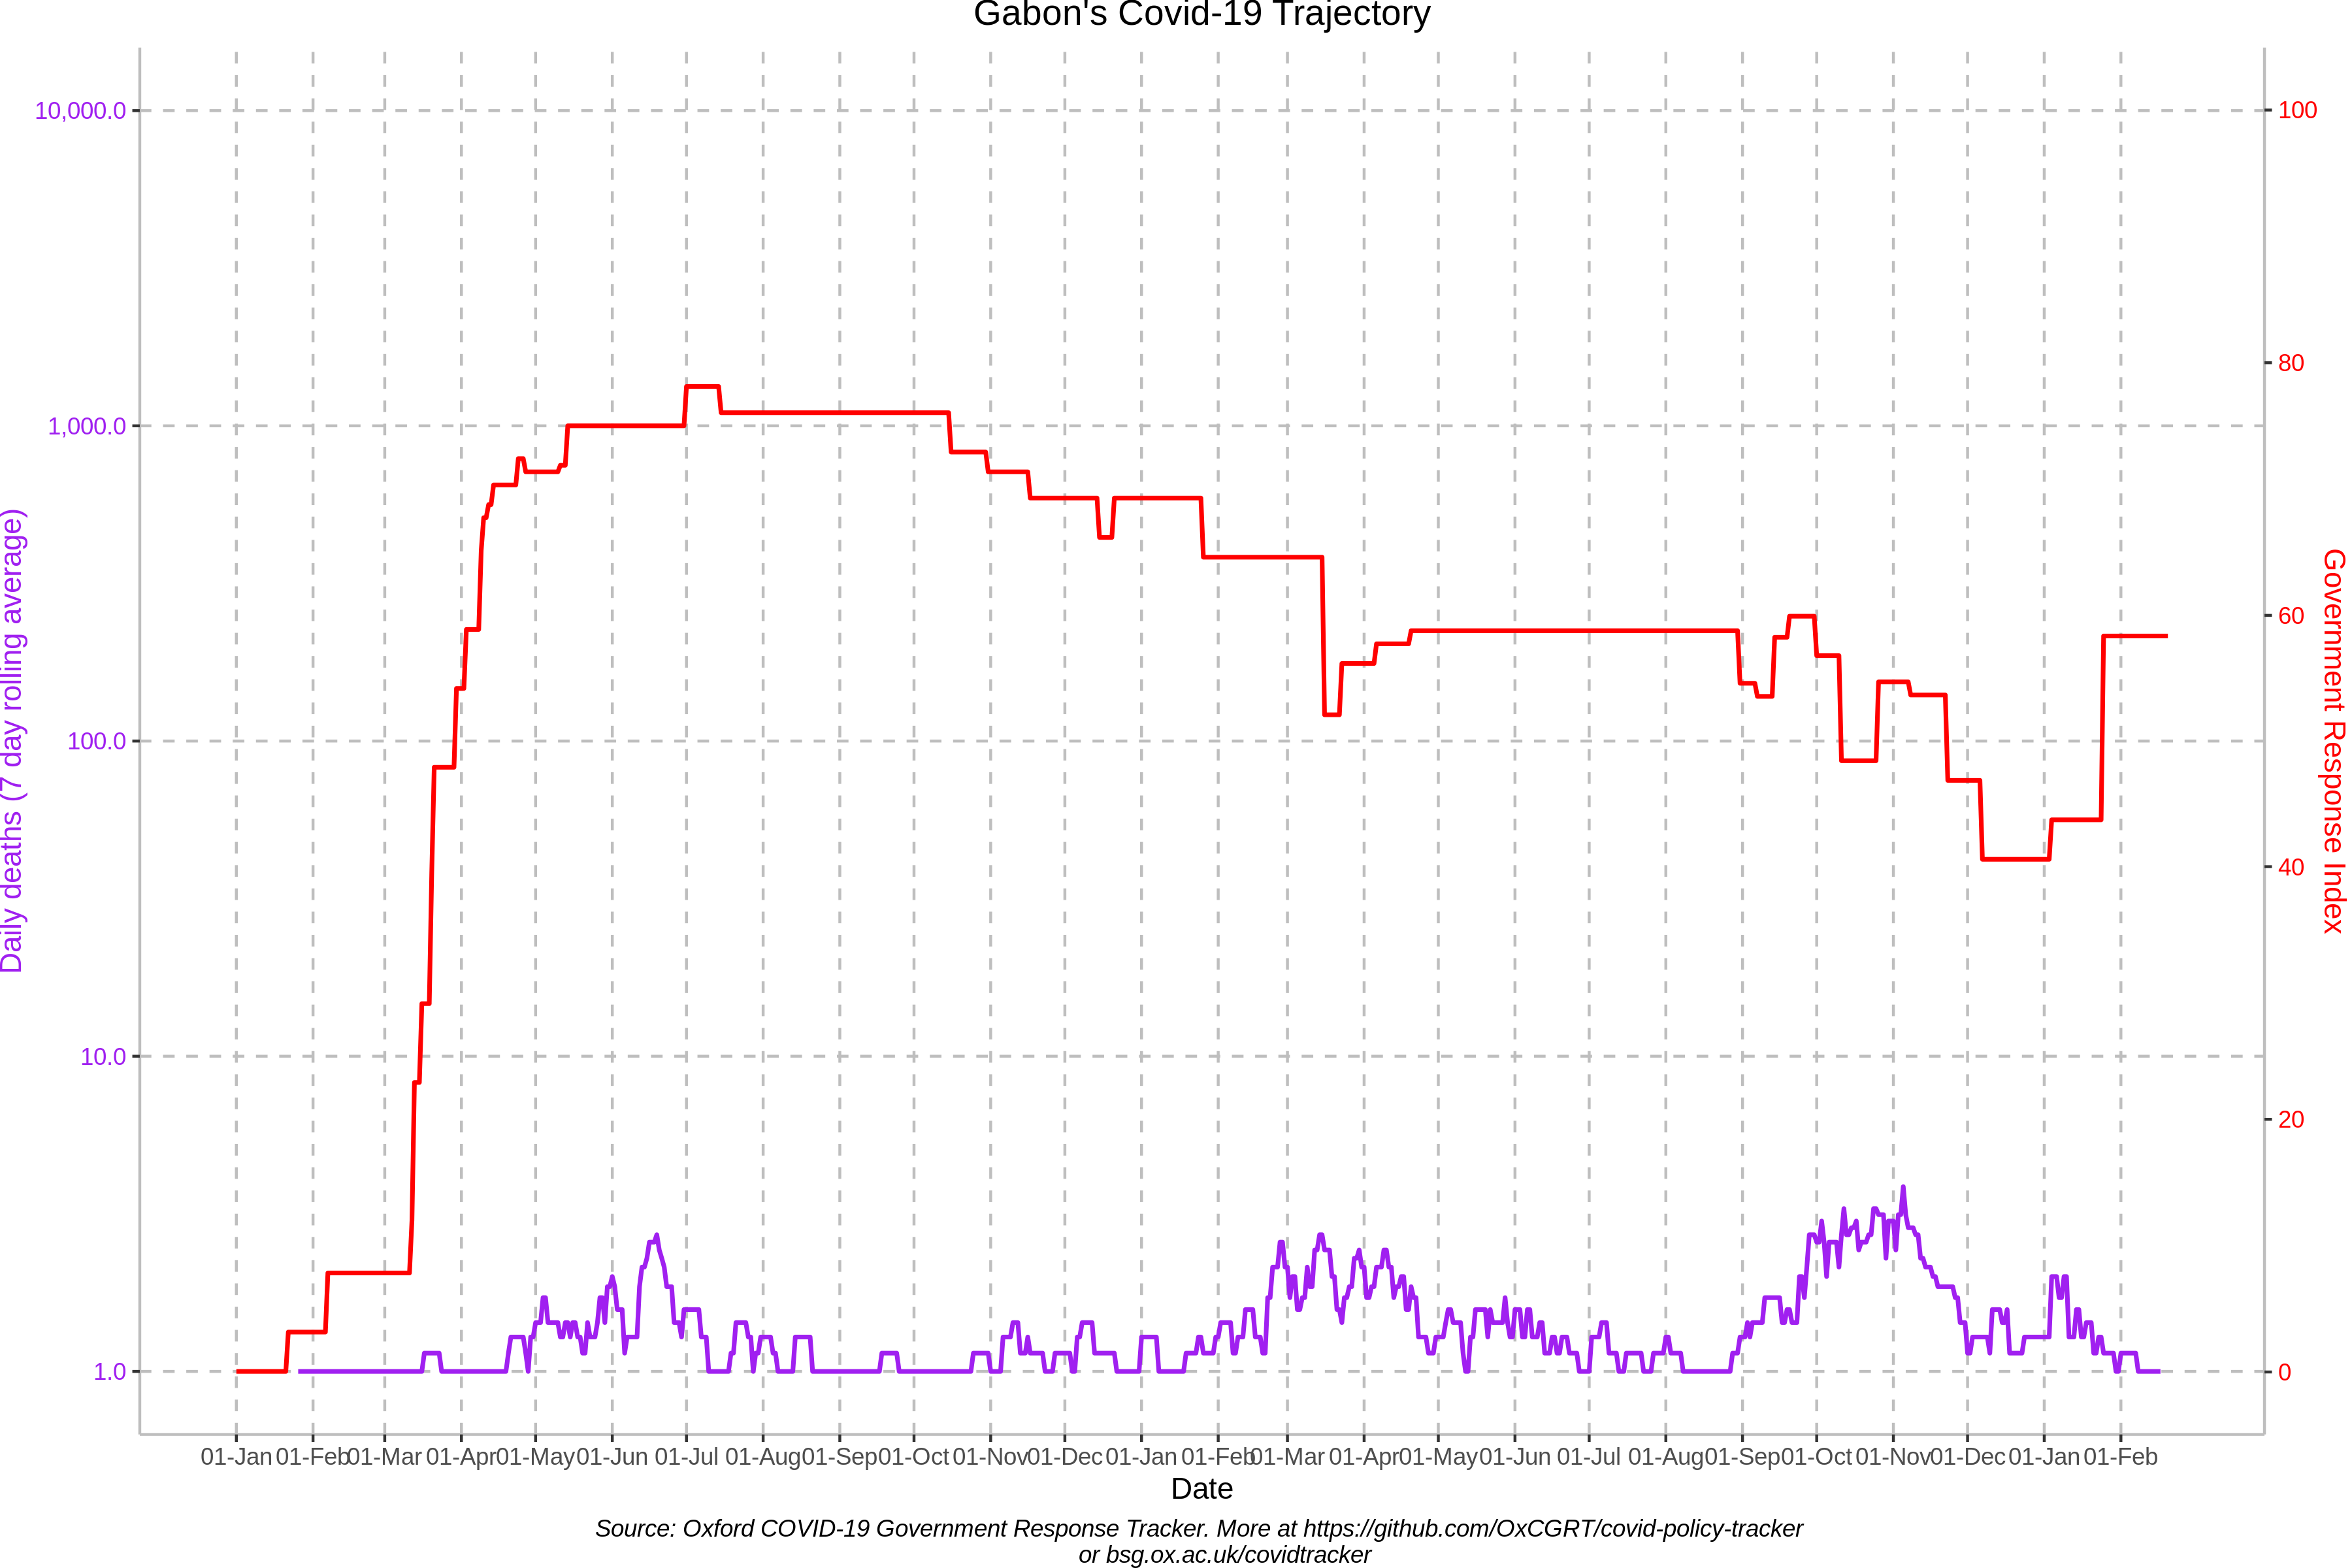 Gabon's Covid-19 Trajectory
10,000.0
1,000.0
100.0
10.0
1.0
Daily deaths (7 day rolling average)
100
80
60
40
20
0
Government Response Index
01-Jan 01-Feb 01-Mar 01-Apr 01-May 01-Jun 01-Jul 01-Aug 01-Sep 01-Oct 01-Nov 01-Dec 01-Jan 01-Feb 01-Mar 01-Apr 01-May 01-Jun 01-Jul 01-Aug 01-Sep 01-Oct 01-Nov 01-Dec 01-Jan 01-Feb
Date
Source: Oxford COVID-19 Government Response Tracker. More at https://github.com/OxCGRT/covid-policy-tracker
or bsg.ox.ac.uk/covidtracker